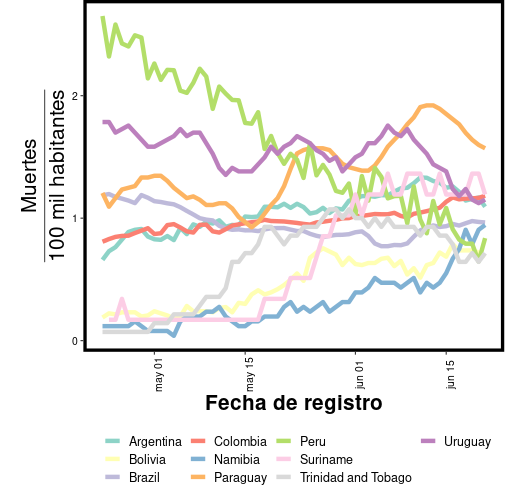 Muertes
100 mil habitantes
2
1
0
may 01
may 15
jun 01
jun 15
Fecha de registro
Argentina Colombia Peru Uruguay
Bolivia Namibia Suriname
Brazil Paraguay Trinidad and Tobago